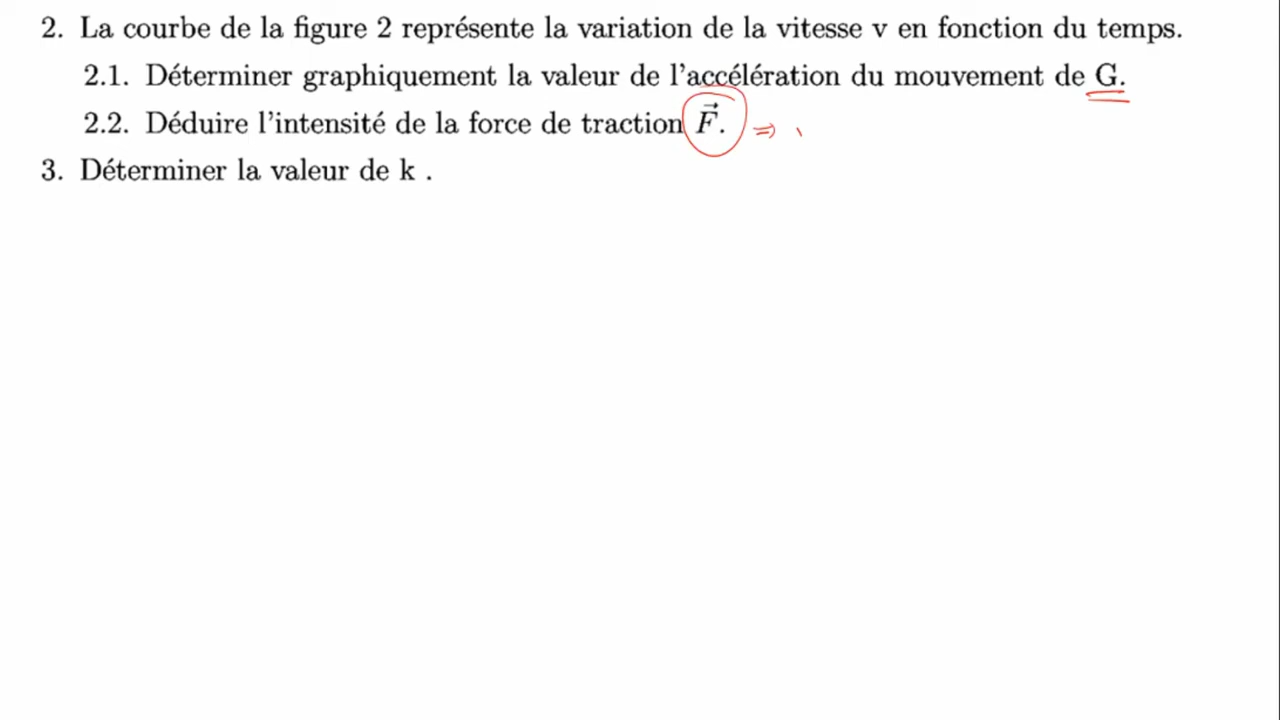 2. La courbe de la figure 2 représente la variation de la vitesse v en fonction du temps.
2.1. Déterminer graphiquement la valeur de l'accélération du mouvement de G.
2.2. Déduire l'intensité de la force de traction \vec{F}. ⇒
3. Déterminer la valeur de k .